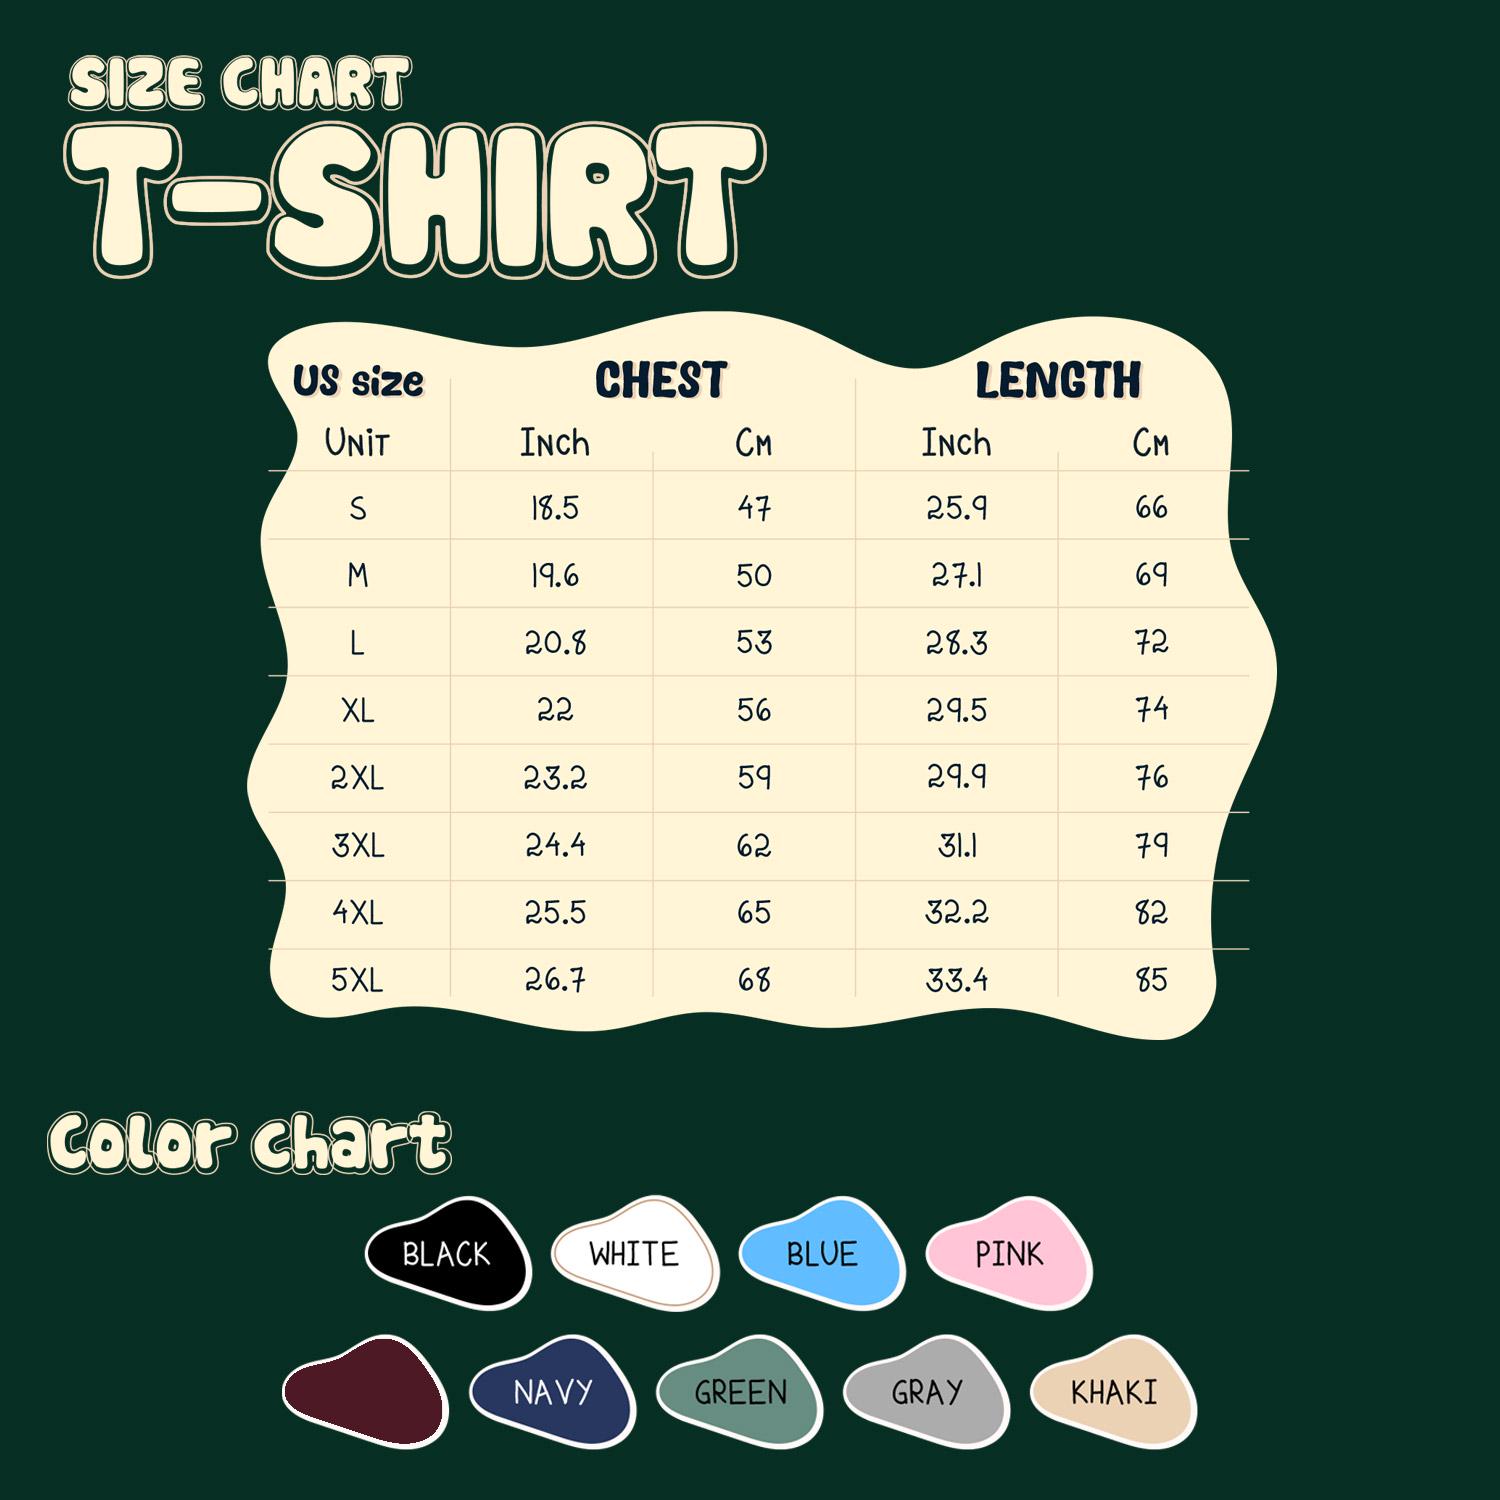 SIZE CHART
T-SHIRT
US size CHEST LENGTH
Unit Inch Cm Inch Cm
S 18.5 47 25.9 66
M 19.6 50 27.1 69
L 20.8 53 28.3 72
XL 22 56 29.5 74
2XL 23.2 59 29.9 76
3XL 24.4 62 31.1 79
4XL 25.5 65 32.2 82
5XL 26.7 68 33.4 85
Color chart
BLACK WHITE BLUE PINK
NAVY GREEN GRAY KHAKI